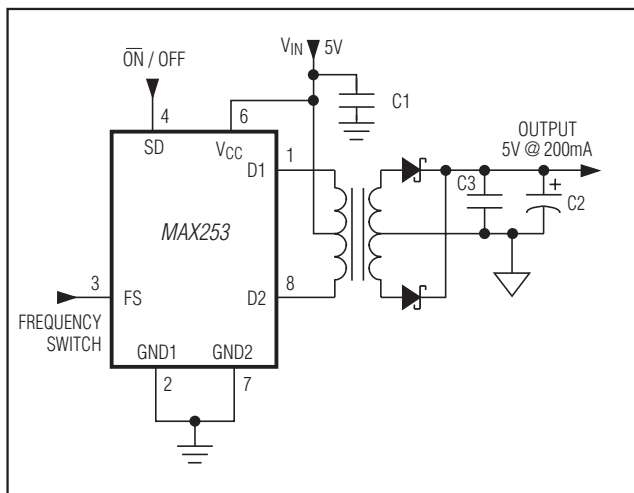 V_IN 5V
O̅N̅ / OFF
C1
4
6
SD
V_CC
OUTPUT
5V @ 200mA
D1
1
C3
+
C2
MAX253
3
FS
D2
8
FREQUENCY
SWITCH
GND1
GND2
2
7